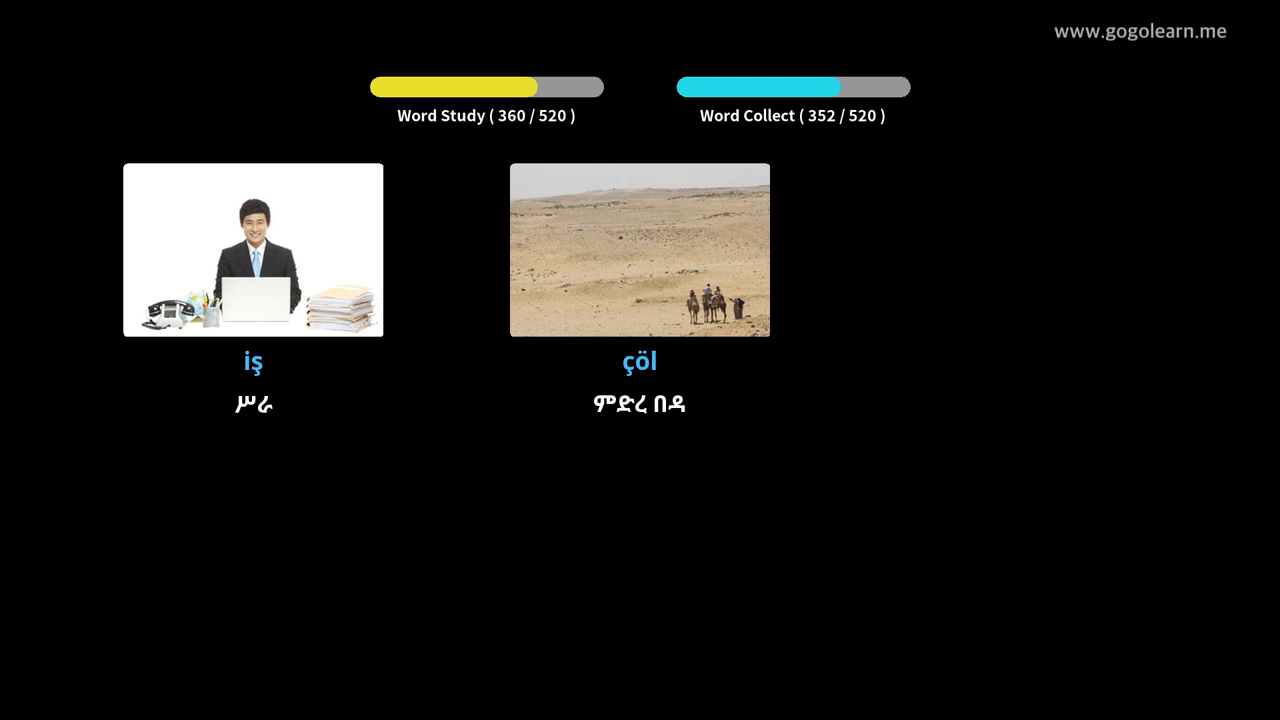 www.gogolearn.me
Word Study ( 360 / 520 )
Word Collect ( 352 / 520 )
iş
ሥራ
çöl
ምድረ በዳ